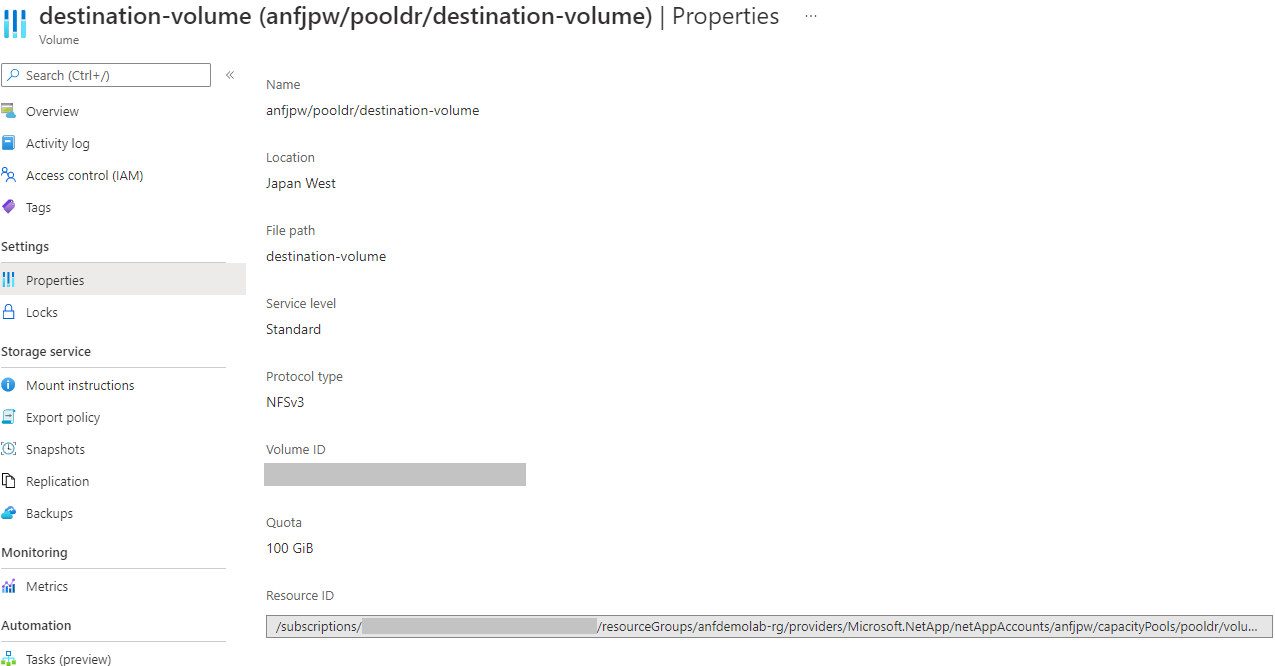 destination-volume (anfjpw/pooldr/destination-volume) | Properties ...
Volume
Search (Ctrl+/) «
Overview
Activity log
Access control (IAM)
Tags
Settings
Properties
Locks
Storage service
Mount instructions
Export policy
Snapshots
Replication
Backups
Monitoring
Metrics
Automation
Tasks (preview)
Name
anfjpw/pooldr/destination-volume
Location
Japan West
File path
destination-volume
Service level
Standard
Protocol type
NFSv3
Volume ID
Quota
100 GiB
Resource ID
/subscriptions/ /resourceGroups/anfdemolab-rg/providers/Microsoft.NetApp/netAppAccounts/anfjpw/capacityPools/pooldr/volu...